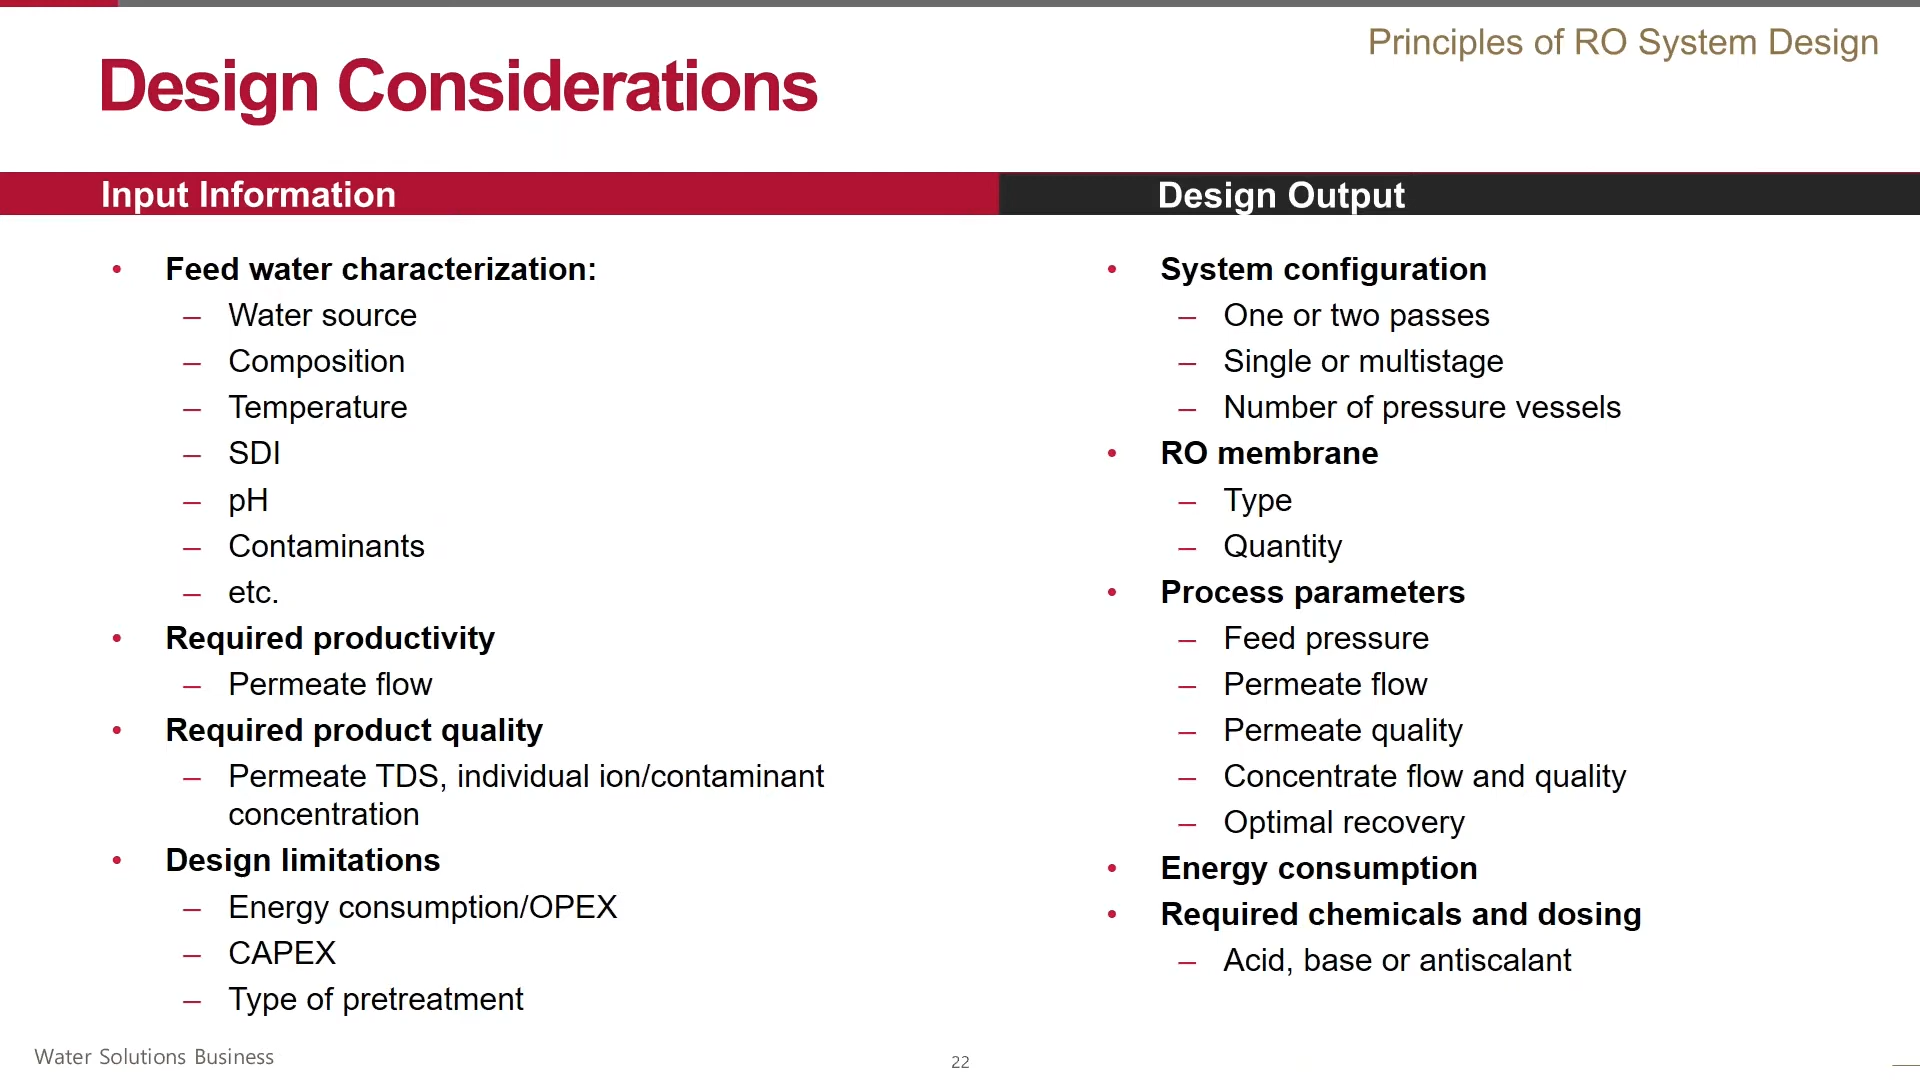 Principles of RO System Design
Design Considerations
Input Information
• Feed water characterization:
– Water source
– Composition
– Temperature
– SDI
– pH
– Contaminants
– etc.
• Required productivity
– Permeate flow
• Required product quality
– Permeate TDS, individual ion/contaminant
concentration
• Design limitations
– Energy consumption/OPEX
– CAPEX
– Type of pretreatment
Design Output
• System configuration
– One or two passes
– Single or multistage
– Number of pressure vessels
• RO membrane
– Type
– Quantity
• Process parameters
– Feed pressure
– Permeate flow
– Permeate quality
– Concentrate flow and quality
– Optimal recovery
• Energy consumption
• Required chemicals and dosing
– Acid, base or antiscalant
Water Solutions Business
22